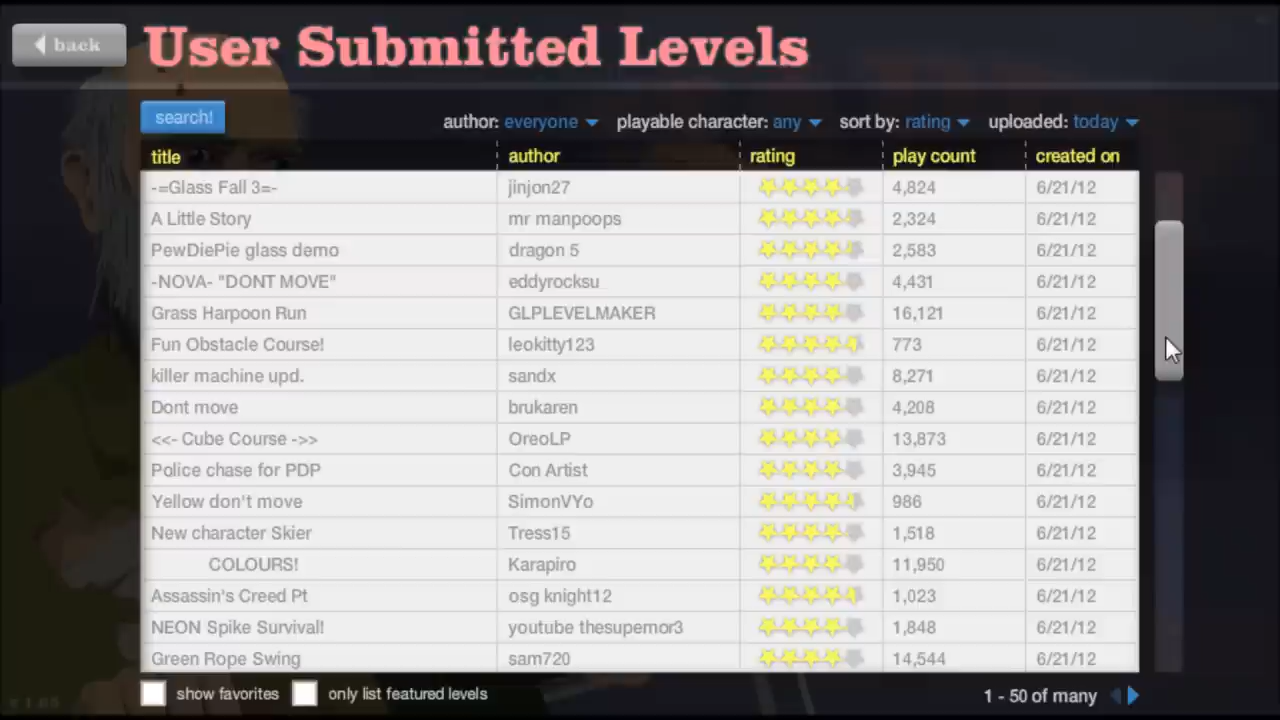 back
User Submitted Levels
search!
author: everyone playable character: any sort by: rating uploaded: today
title author rating play count created on
-=Glass Fall 3=- jinjon27 4,824 6/21/12
A Little Story mr manpoops 2,324 6/21/12
PewDiePie glass demo dragon 5 2,583 6/21/12
-NOVA- "DONT MOVE" eddyrocksu 4,431 6/21/12
Grass Harpoon Run GLPLEVELMAKER 16,121 6/21/12
Fun Obstacle Course! leokitty123 773 6/21/12
killer machine upd. sandx 8,271 6/21/12
Dont move brukaren 4,208 6/21/12
<<- Cube Course ->> OreoLP 13,873 6/21/12
Police chase for PDP Con Artist 3,945 6/21/12
Yellow don't move SimonVYo 986 6/21/12
New character Skier Tress15 1,518 6/21/12
COLOURS! Karapiro 11,950 6/21/12
Assassin's Creed Pt osg knight12 1,023 6/21/12
NEON Spike Survival! youtube thesupemor3 1,848 6/21/12
Green Rope Swing sam720 14,544 6/21/12
show favorites only list featured levels 1 - 50 of many